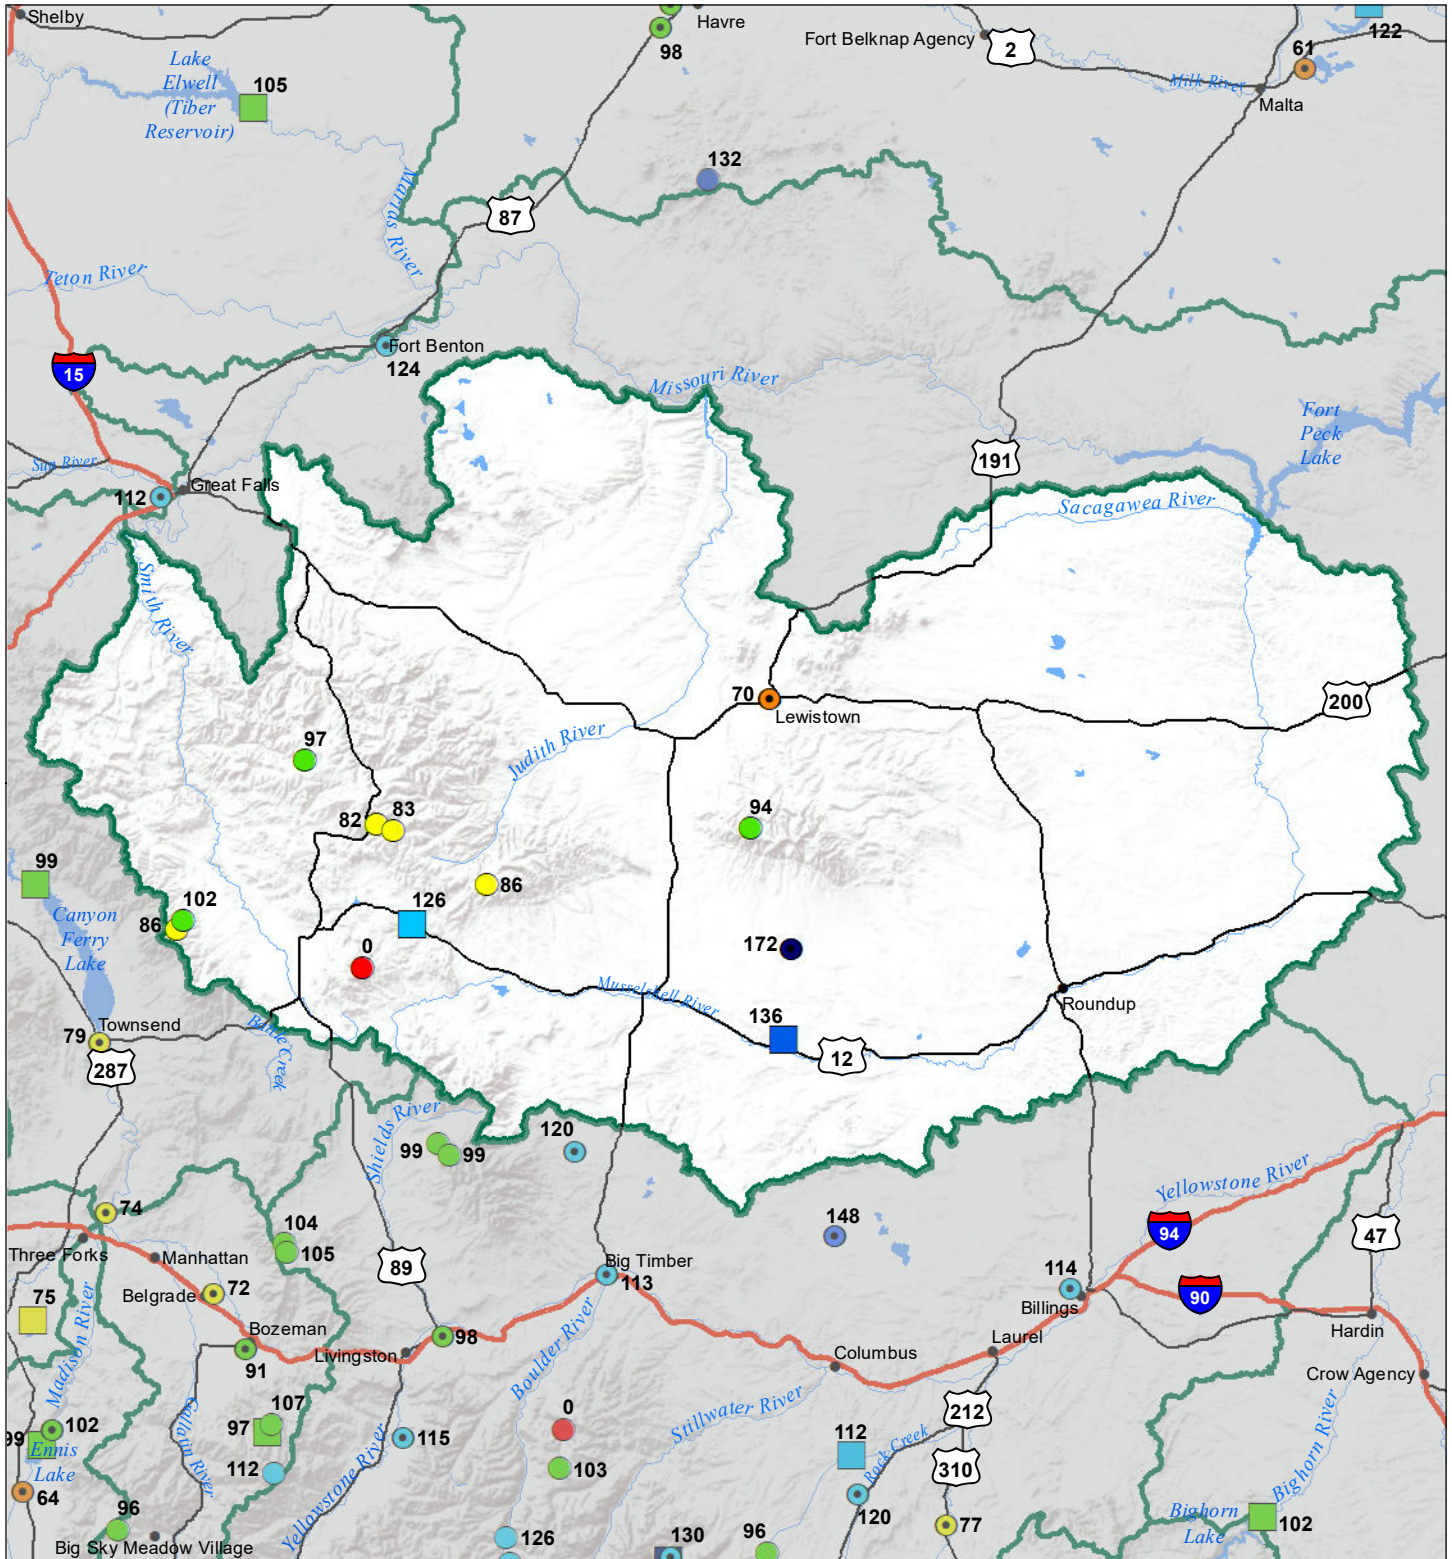 Shelby
Havre
98
Fort Belknap Agency
2
122
61
Lake
Elwell
(Tiber
Reservoir)
105
Milk River
Malta
132
Marias River
87
Teton River
Fort Benton
124
15
Missouri River
Fort
Peck
Lake
191
Sun River
Great Falls
112
Sacagawea River
Smith River
70
Lewistown
200
97
Judith River
82
83
94
99
86
102
86
126
Canyon
Ferry
Lake
0
172
Musselshell River
Roundup
136
12
Townsend
79
287
Battle Creek
Shields River
99
99
120
Yellowstone River
74
104
105
148
94
47
Three Forks
Manhattan
89
Big Timber
113
114
90
Belgrade
72
Billings
75
Madison River
Bozeman
91
Livingston
98
Boulder River
Laurel
Columbus
Hardin
Crow Agency
107
97
0
Stillwater River
212
102
99
Ennis
Lake
Gallatin River
115
112
Rock Creek
Bighorn River
112
103
310
64
Yellowstone River
120
96
126
130
96
77
Bighorn
Lake
102
Big Sky Meadow Village